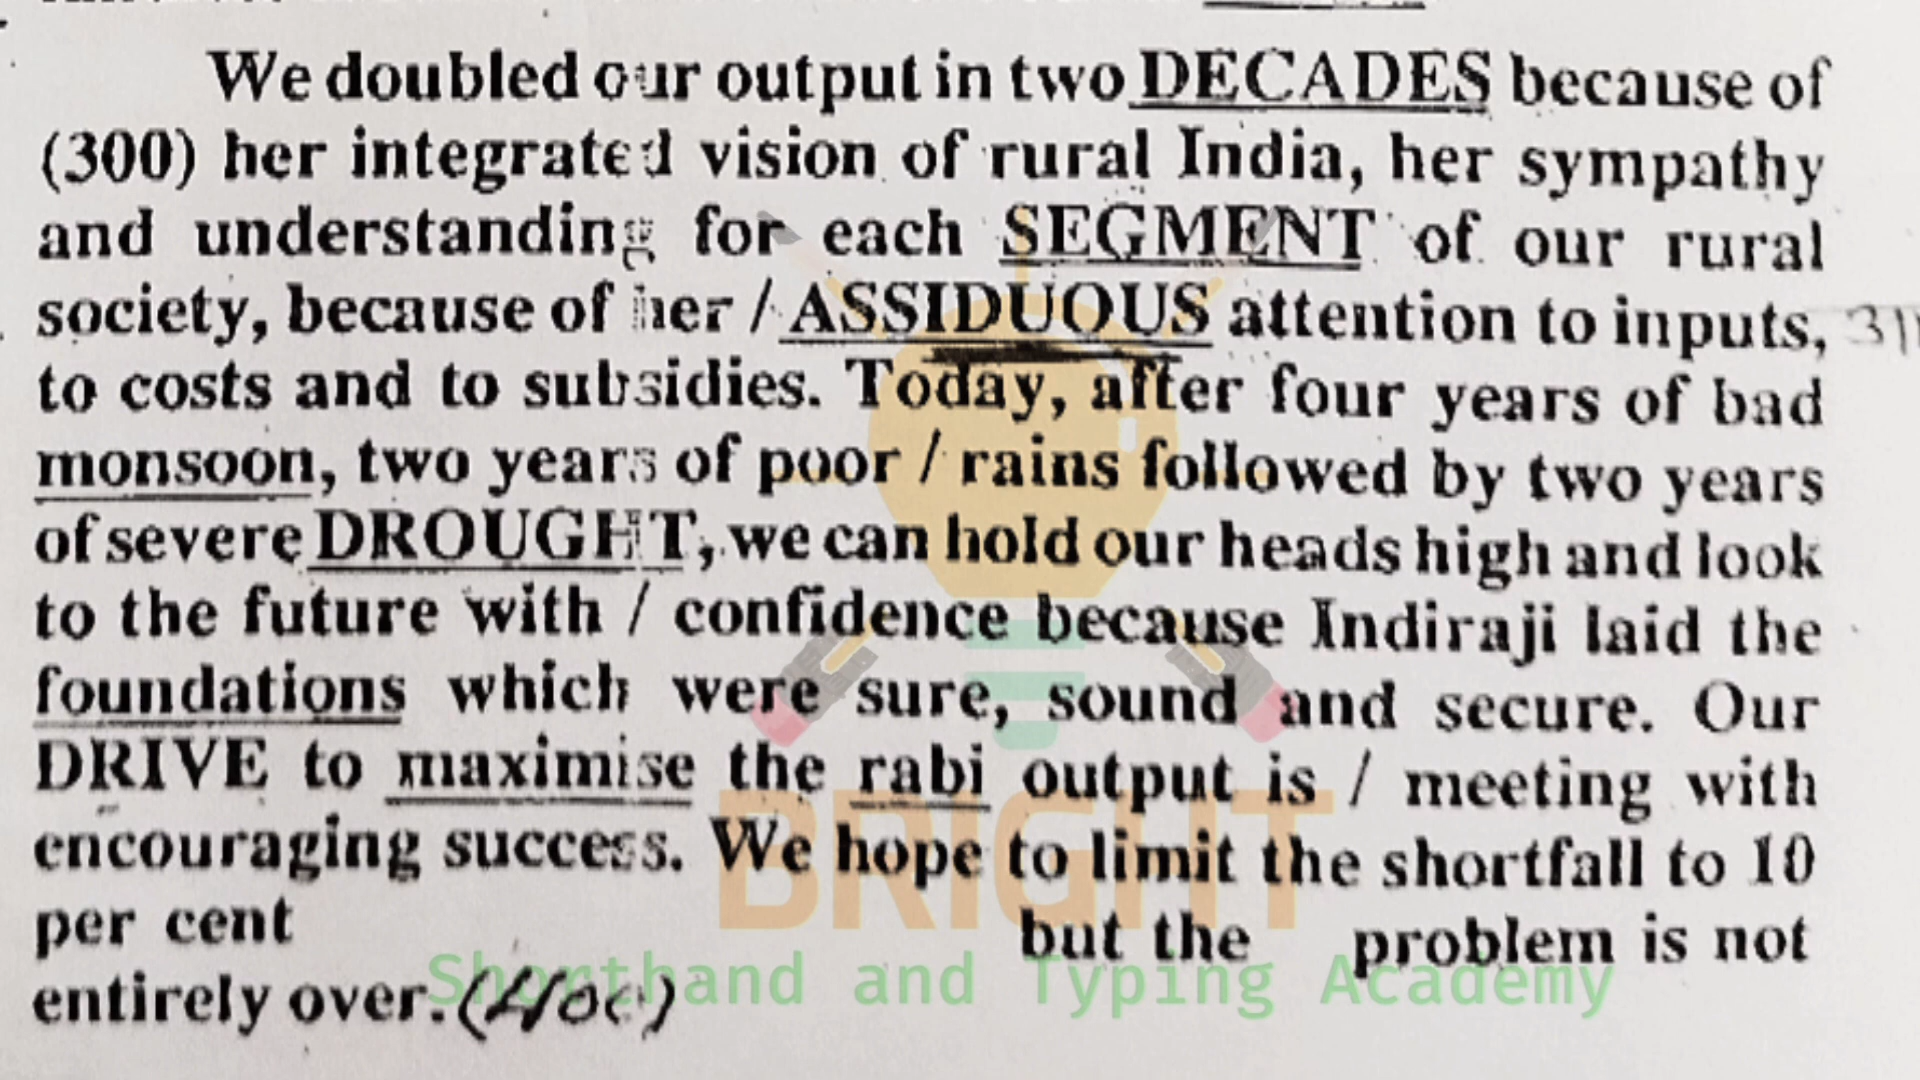 We doubled our output in two DECADES because of
(300) her integrated vision of rural India, her sympathy
and understanding for each SEGMENT of our rural
society, because of her / ASSIDUOUS attention to inputs,
to costs and to subsidies. Today, after four years of bad
monsoon, two years of poor / rains followed by two years
of severe DROUGHT, we can hold our heads high and look
to the future with / confidence because Indiraji laid the
foundations which were sure, sound and secure. Our
DRIVE to maximise the rabi output is / meeting with
encouraging success. We hope to limit the shortfall to 10
per cent but the problem is not
entirely over. (400)
BRIGHT
Shorthand and Typing Academy